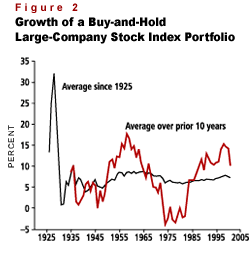 Figure 2
Growth of a Buy-and-Hold
Large-Company Stock Index Portfolio
35
30
25
20
15
10
5
0
−5
PERCENT
Average since 1925
Average over prior 10 years
1925 1935 1945 1955 1965 1975 1985 1995 2005